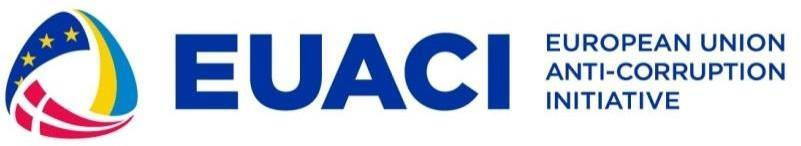 EUACI
EUROPEAN UNION
ANTI-CORRUPTION
INITIATIVE